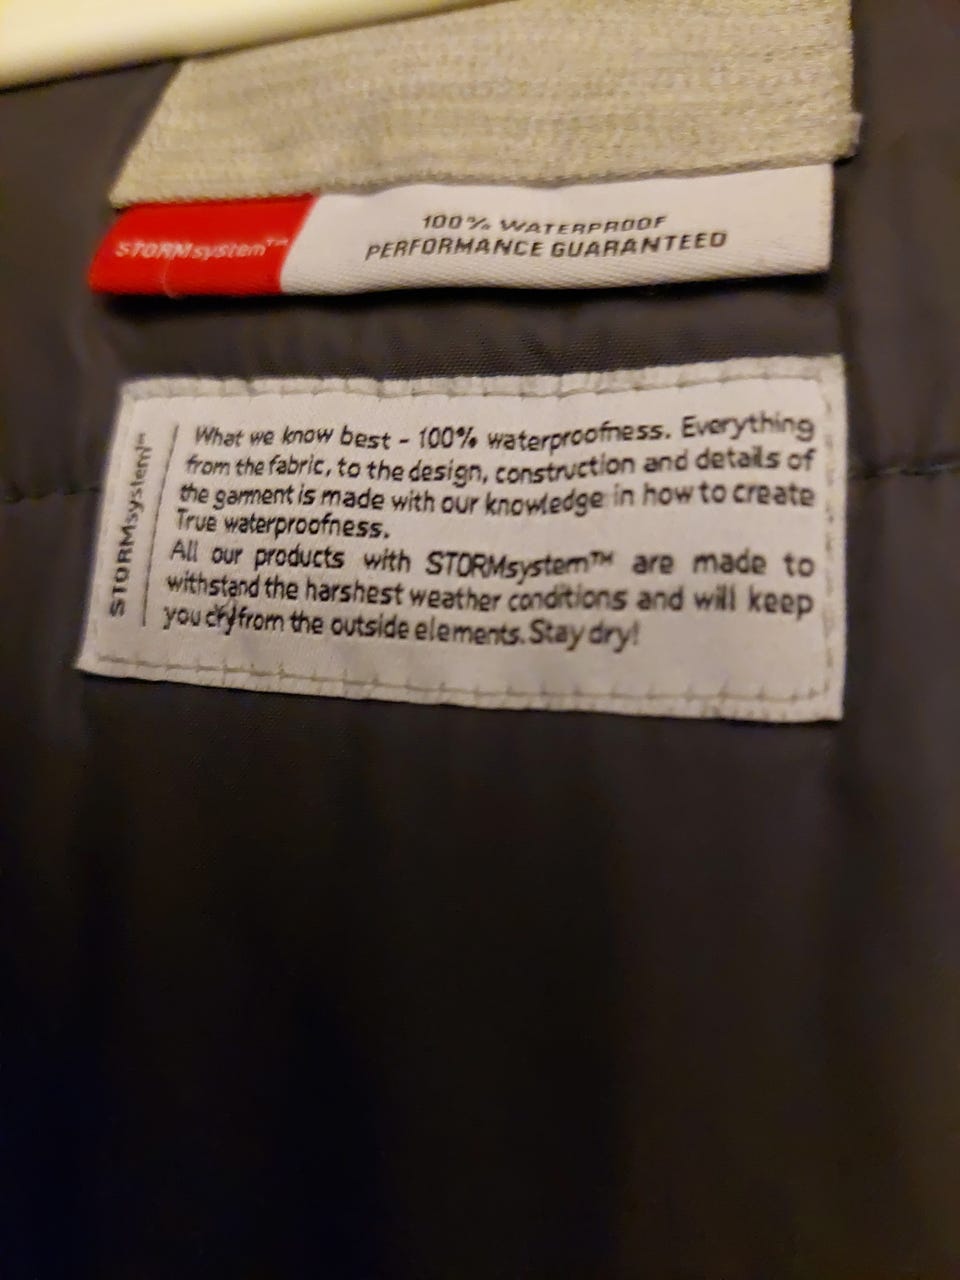 STORMsystem™
100% WATERPROOF
PERFORMANCE GUARANTEED
STORMsystem™
What we know best - 100% waterproofness. Everything
from the fabric, to the design, construction and details of
the garment is made with our knowledge in how to create
True waterproofness.
All our products with STORMsystem™ are made to
withstand the harshest weather conditions and will keep
you dry from the outside elements. Stay dry!